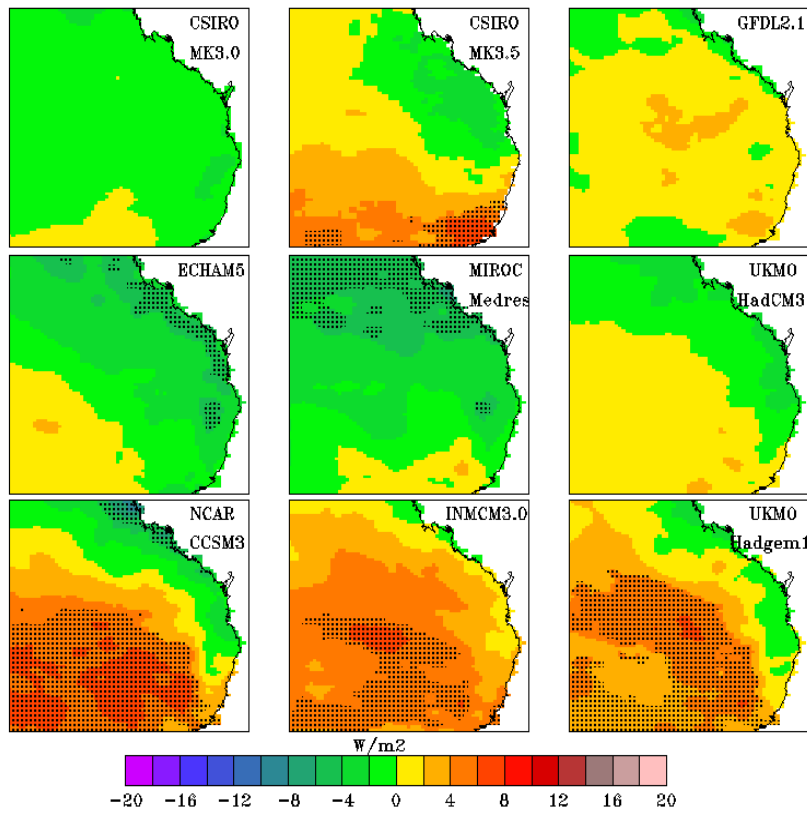 CSIRO
MK3.0
CSIRO
MK3.5
GFDL2.1
ECHAM5
MIROC
Medres
UKMO
HadCM3
NCAR
CCSM3
INMCM3.0
UKMO
Hadgem1
W/m2
-20 -16 -12 -8 -4 0 4 8 12 16 20